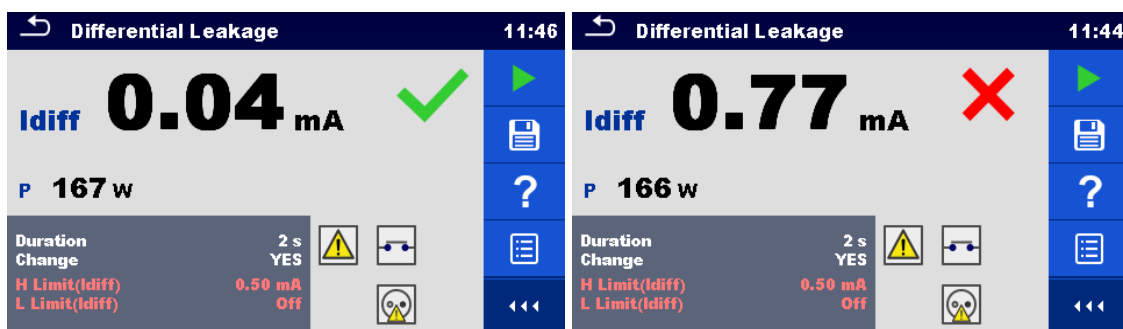 Differential Leakage 11:46
Idiff 0.04 mA
P 167 W
Duration 2 s
Change YES
H Limit(Idiff) 0.50 mA
L Limit(Idiff) Off
?
Differential Leakage 11:44
Idiff 0.77 mA
P 166 W
Duration 2 s
Change YES
H Limit(Idiff) 0.50 mA
L Limit(Idiff) Off
?